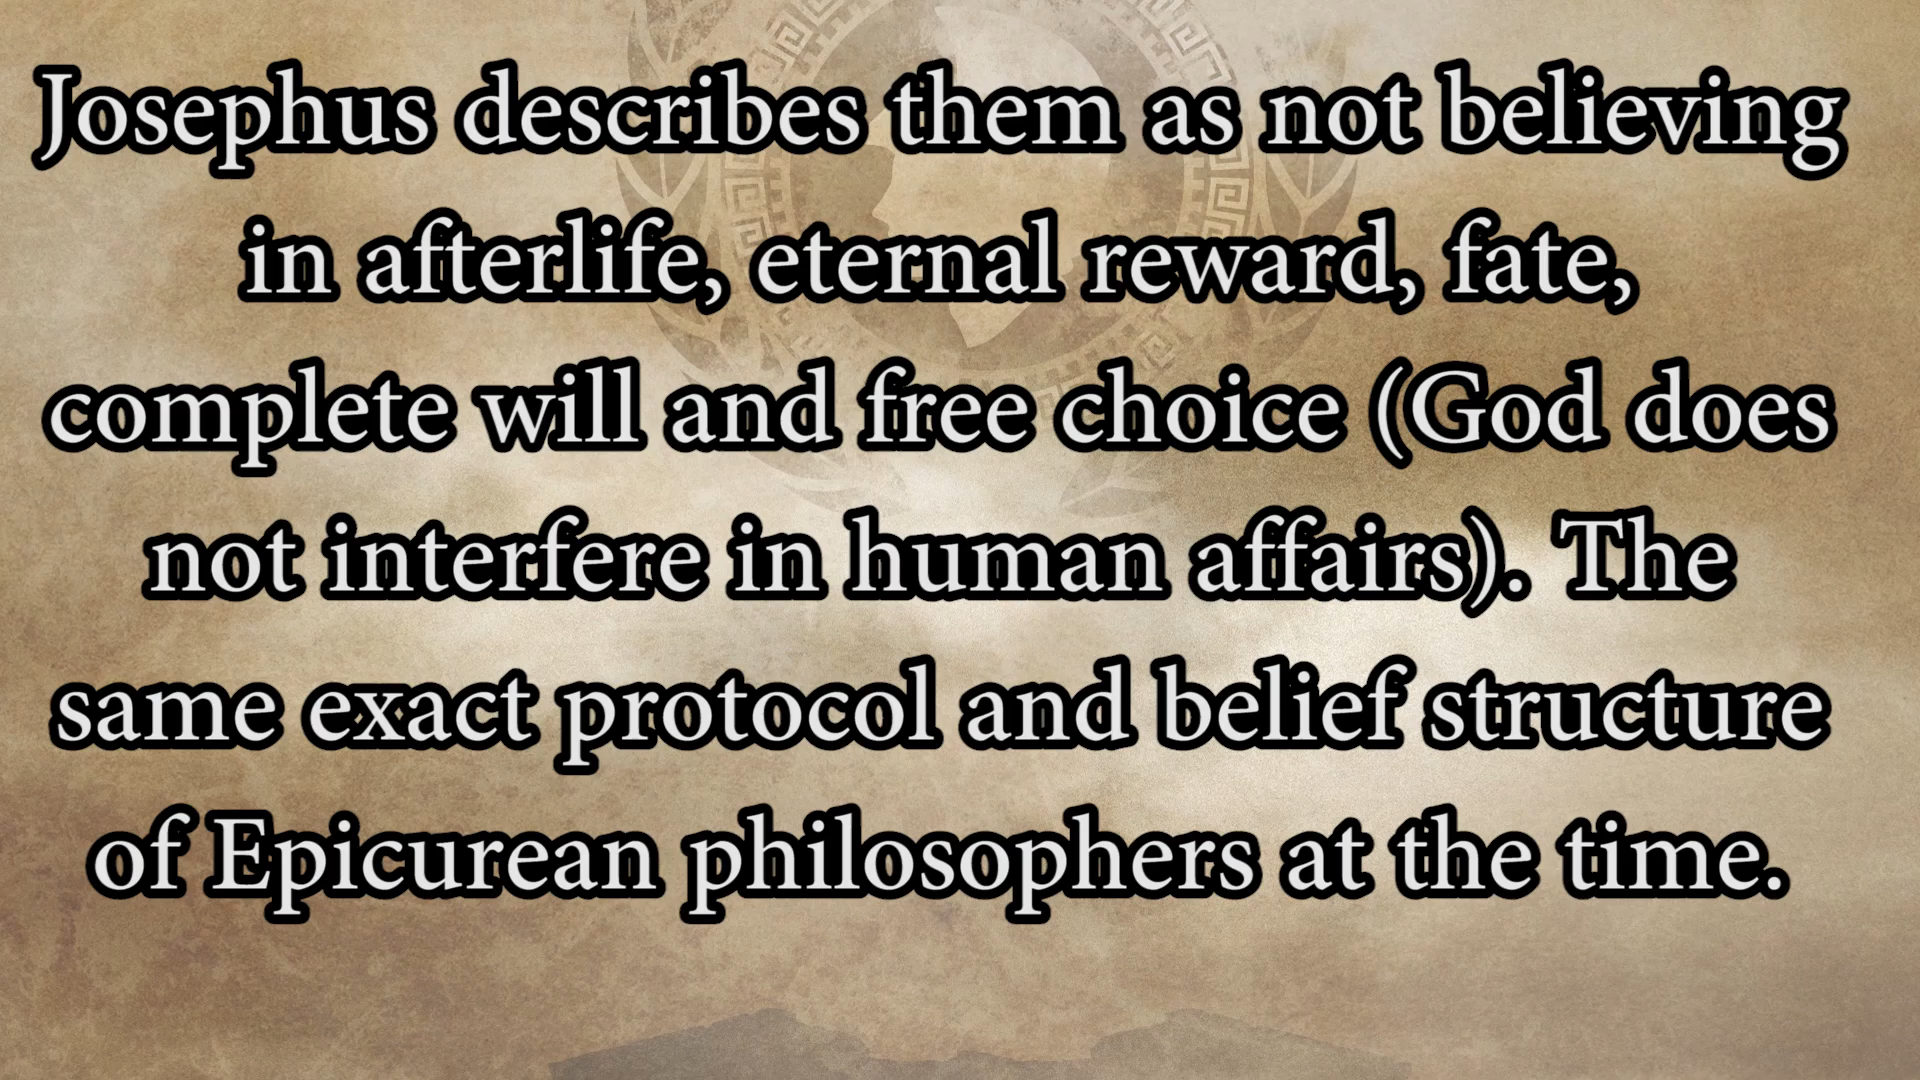 Josephus describes them as not believing
in afterlife, eternal reward, fate,
complete will and free choice (God does
not interfere in human affairs). The
same exact protocol and belief structure
of Epicurean philosophers at the time.